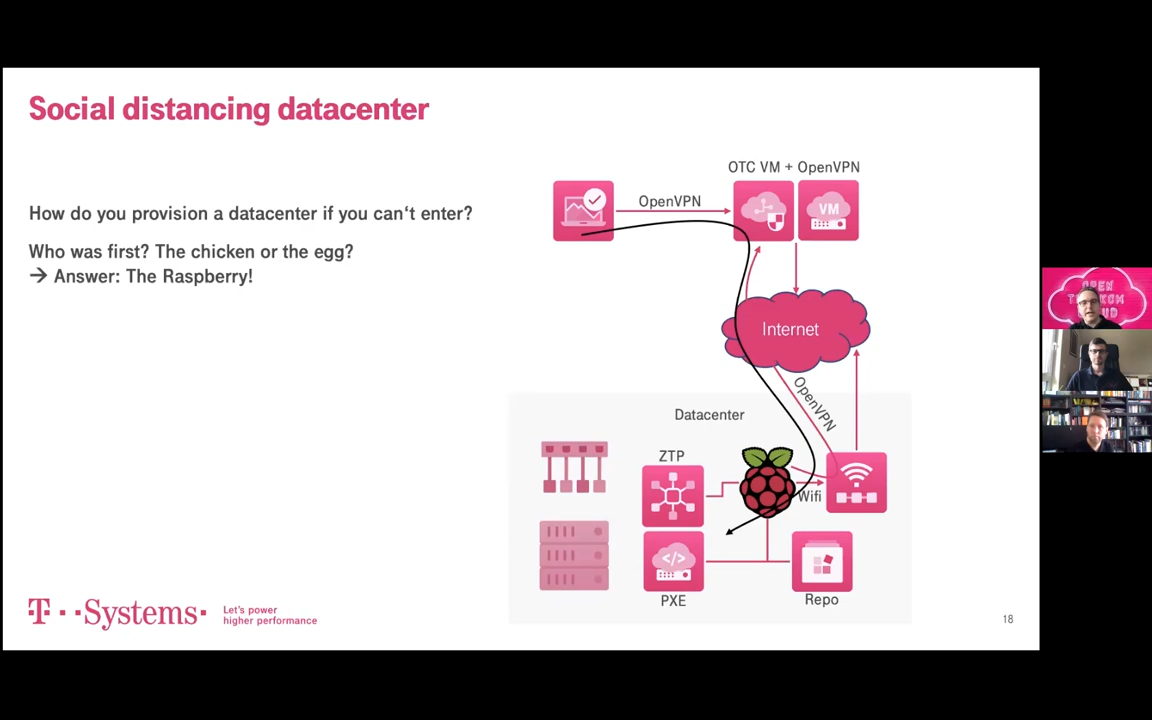 Social distancing datacenter
How do you provision a datacenter if you can‘t enter?
Who was first? The chicken or the egg?
→ Answer: The Raspberry!
OTC VM + OpenVPN
OpenVPN
VM
Internet
OpenVPN
Datacenter
ZTP
Wifi
</>
PXE
Repo
T · · Systems ·
Let's power
higher performance
18
OPEN